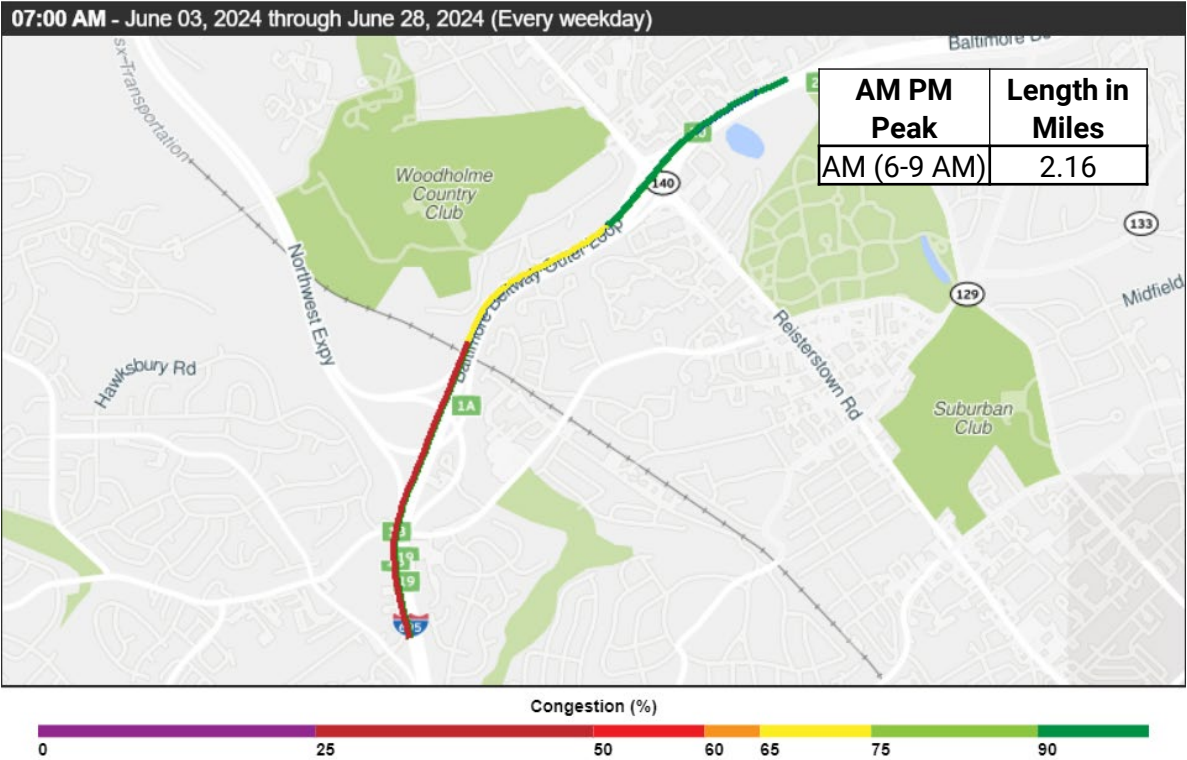 07:00 AM - June 03, 2024 through June 28, 2024 (Every weekday)
AM PM Peak
Length in Miles
AM (6-9 AM)
2.16
Baltimore
sx-Transportation
Woodholme
Country
Club
140
133
129
Midfield
Northwest Expy
Baltimore Beltway Outer Loop
Reisterstown Rd
Hawksbury Rd
1A
Suburban
Club
19
19
Congestion (%)
0 25 50 60 65 75 90